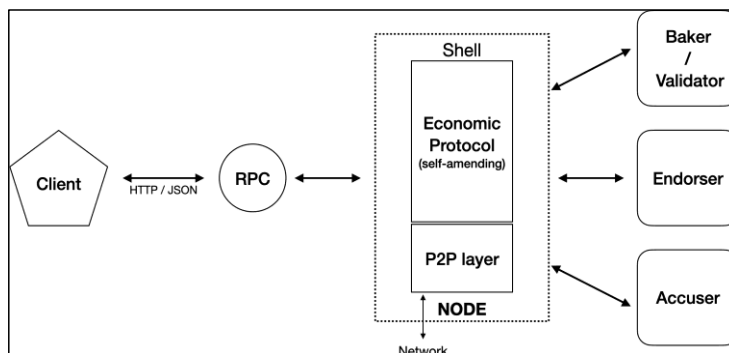 Client
HTTP / JSON
RPC
Shell
Economic
Protocol
(self-amending)
P2P layer
NODE
Network
Baker
/
Validator
Endorser
Accuser